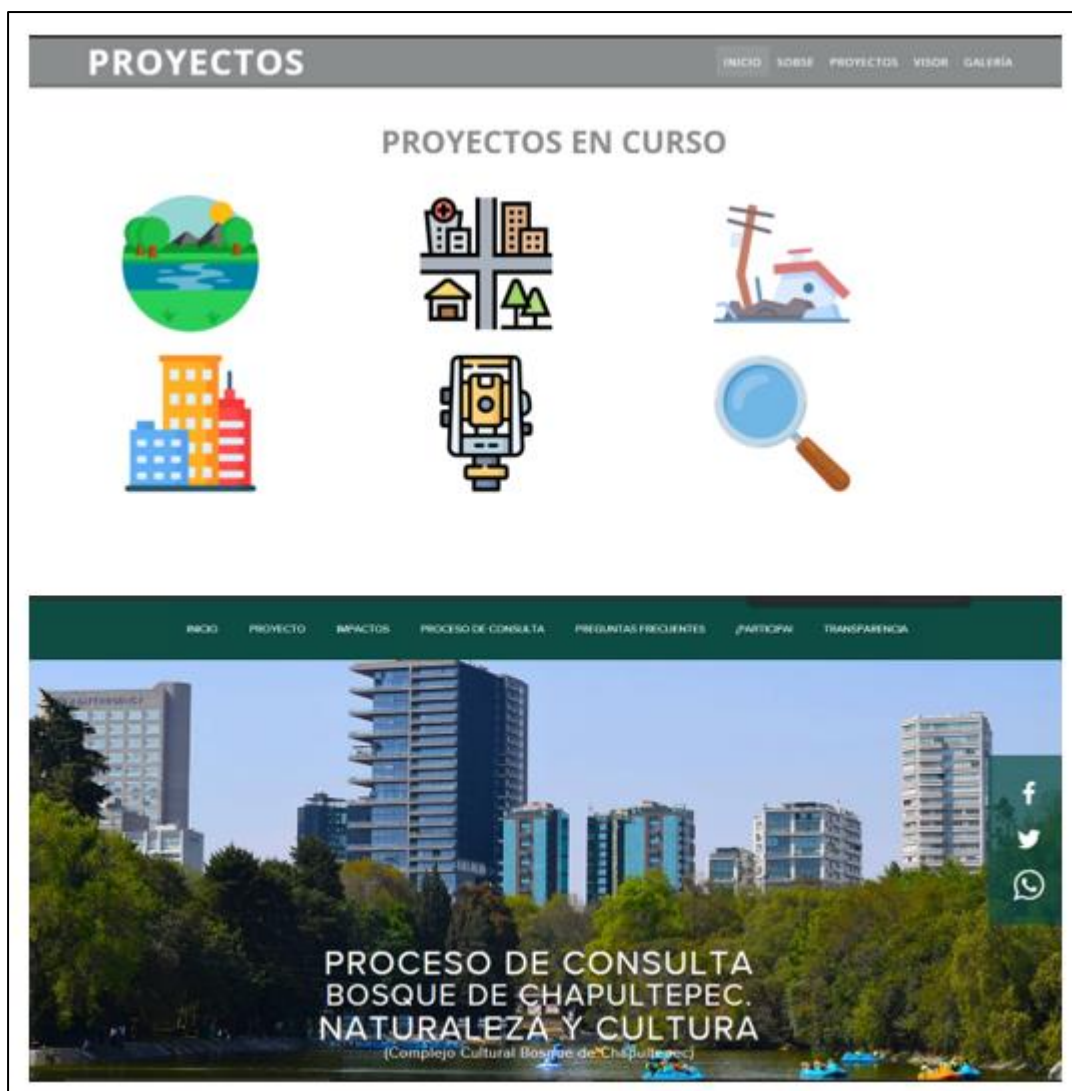 PROYECTOS
INICIO SOBSE PROYECTOS VISOR GALERÍA
PROYECTOS EN CURSO
INICIO PROYECTO IMPACTOS PROCESO DE CONSULTA PREGUNTAS FRECUENTES ¡PARTICIPA! TRANSPARENCIA
PROCESO DE CONSULTA
BOSQUE DE CHAPULTEPEC.
NATURALEZA Y CULTURA
(Complejo Cultural Bosque de Chapultepec)